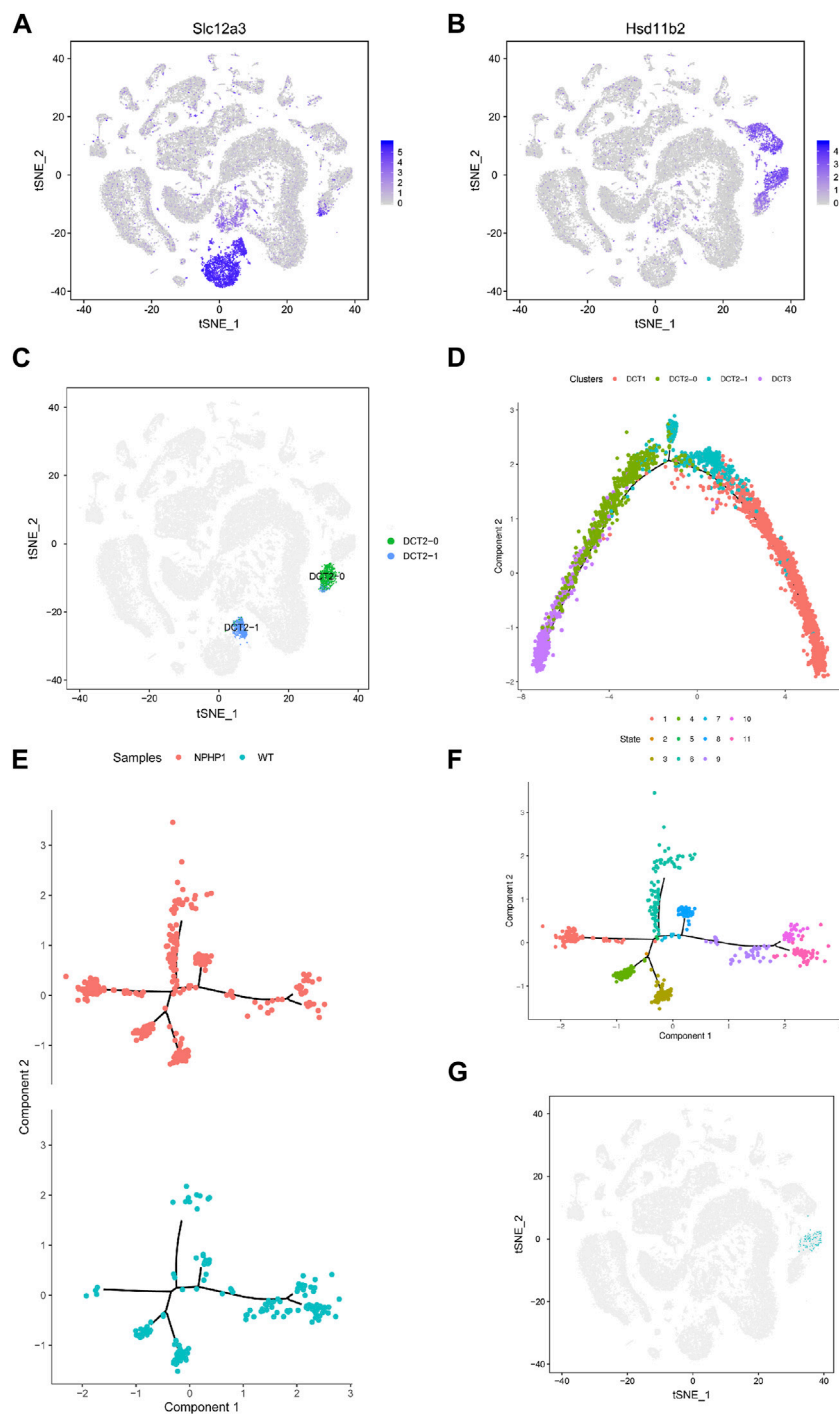 A
Slc12a3
40
20
0
-20
-40
tSNE_2
-40
-20
0
20
40
tSNE_1
5
4
3
2
1
0
B
Hsd11b2
40
20
0
-20
-40
tSNE_2
-40
-20
0
20
40
tSNE_1
5
4
3
2
1
0
C
40
20
0
-20
-40
tSNE_2
DCT2-0
DCT2-1
-40
-20
0
20
40
tSNE_1
DCT2-0
DCT2-1
D
Clusters DCT1 DCT2-0 DCT2-1 DCT3
3
2
1
0
-1
-2
Component 2
-8
-4
0
4
E
Samples NPHP1 WT
3
2
1
0
-1
3
2
1
0
-1
Component 2
-2
-1
0
1
2
3
Component 1
F
1 4 7 10
State 2 5 8 11
3 6 9
3
2
1
0
-1
Component 2
-2
-1
0
1
2
Component 1
G
40
20
0
-20
-40
tSNE_2
-40
-20
0
20
40
tSNE_1